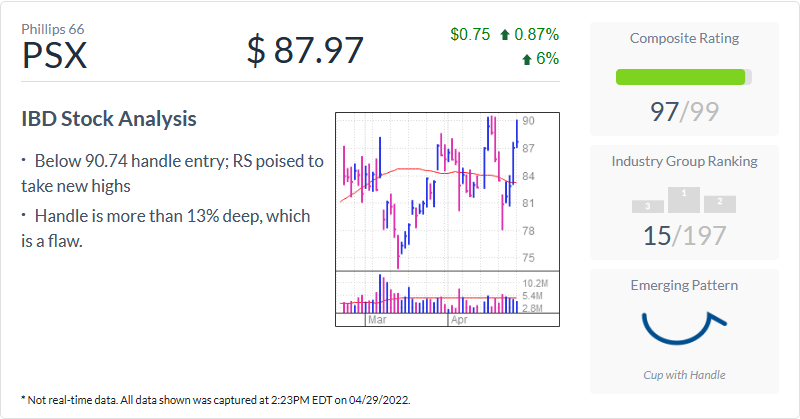 Phillips 66
PSX
$ 87.97
$0.75 0.87%
6%
IBD Stock Analysis
· Below 90.74 handle entry; RS poised to
take new highs
· Handle is more than 13% deep, which
is a flaw.
90
87
84
81
78
75
10.2M
5.4M
2.8M
Mar
Apr
Composite Rating
97/99
Industry Group Ranking
3 1 2
15/197
Emerging Pattern
Cup with Handle
* Not real-time data. All data shown was captured at 2:23PM EDT on 04/29/2022.